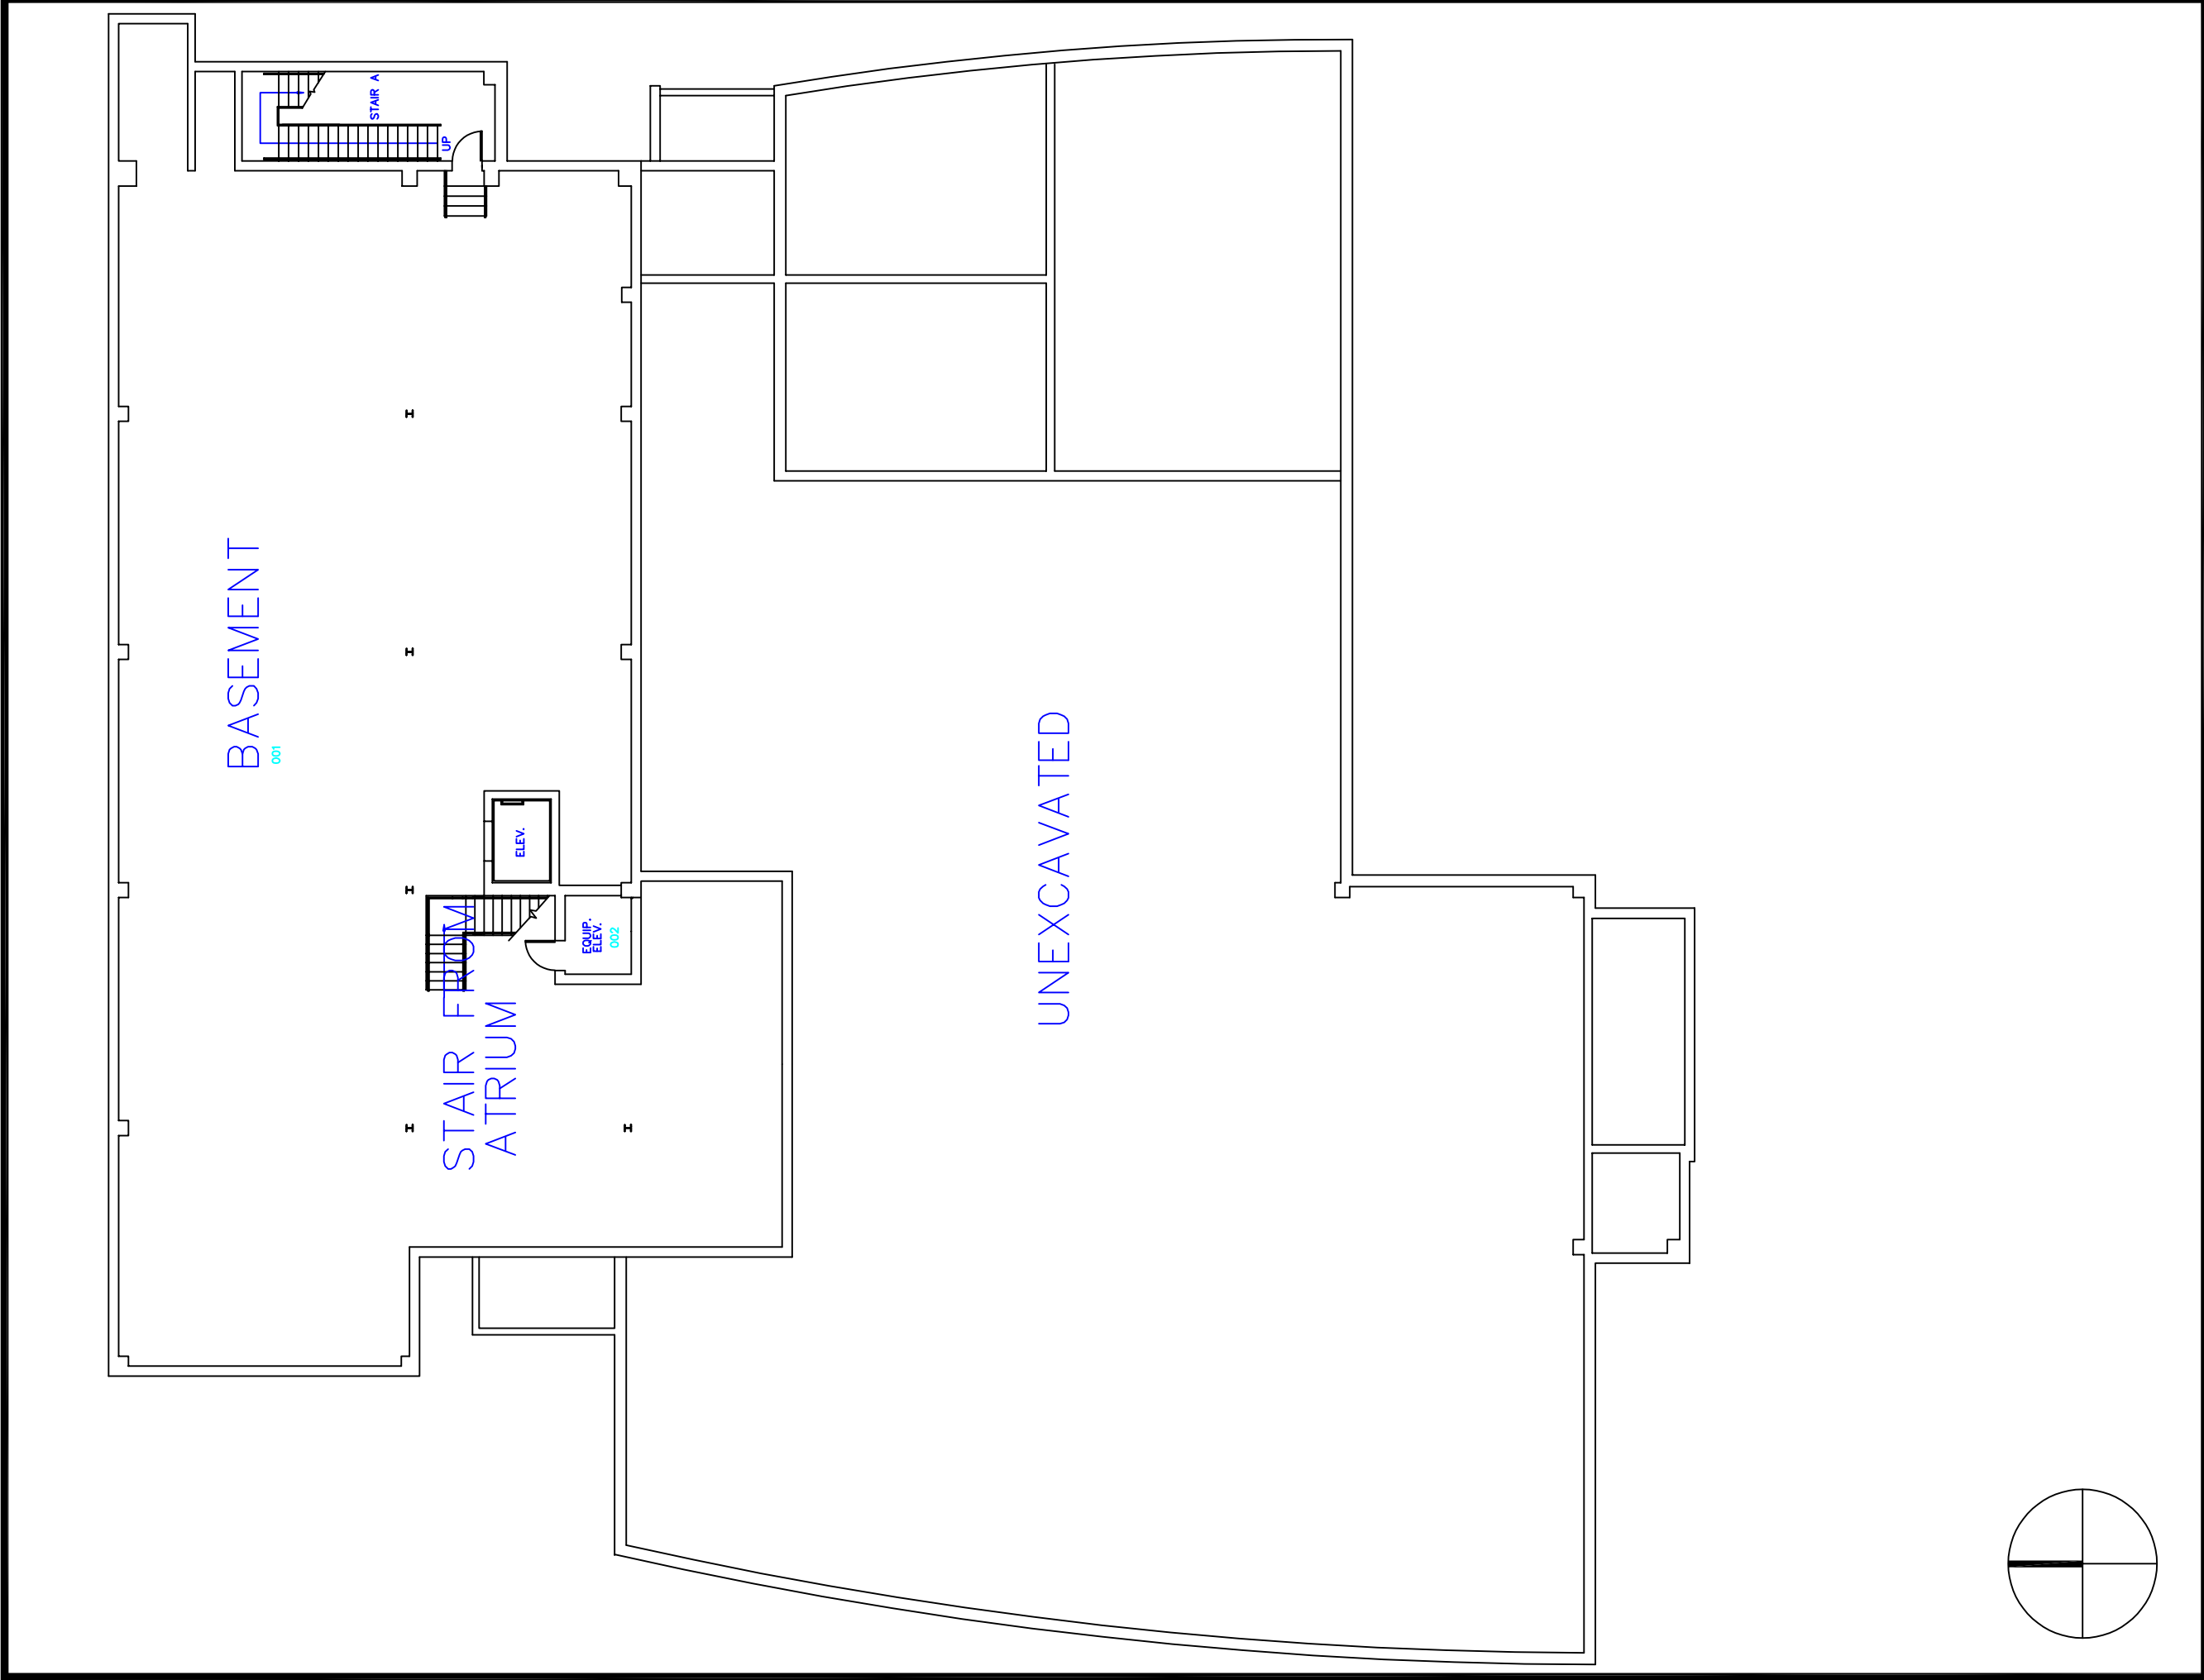 STAIR A
UP
BASEMENT
001
ELEV.
EQUIP.
ELEV.
002
STAIR FROM
ATRIUM
UNEXCAVATED